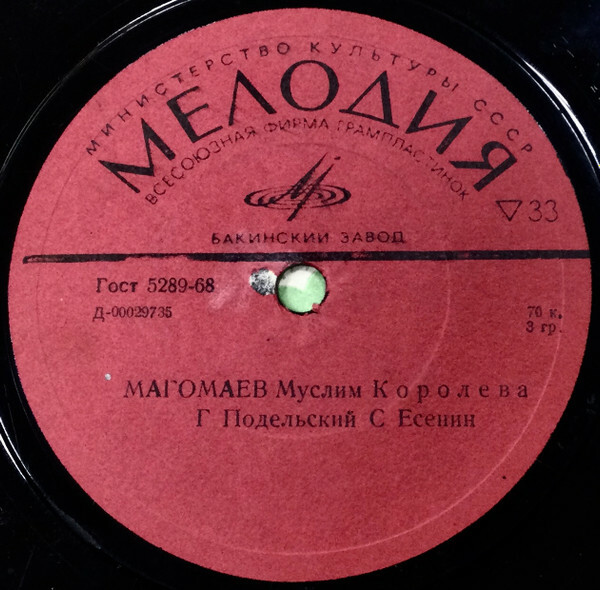 МИНИСТЕРСТВО КУЛЬТУРЫ СССР
МЕЛОДИЯ
ВСЕСОЮЗНАЯ ФИРМА ГРАМПЛАСТИНОК
33
БАКИНСКИЙ ЗАВОД
Гост 5289-68
Д-00029735
70 к.
3 гр.
МАГОМАЕВ Муслим Королева
Г Подельский С Есенин